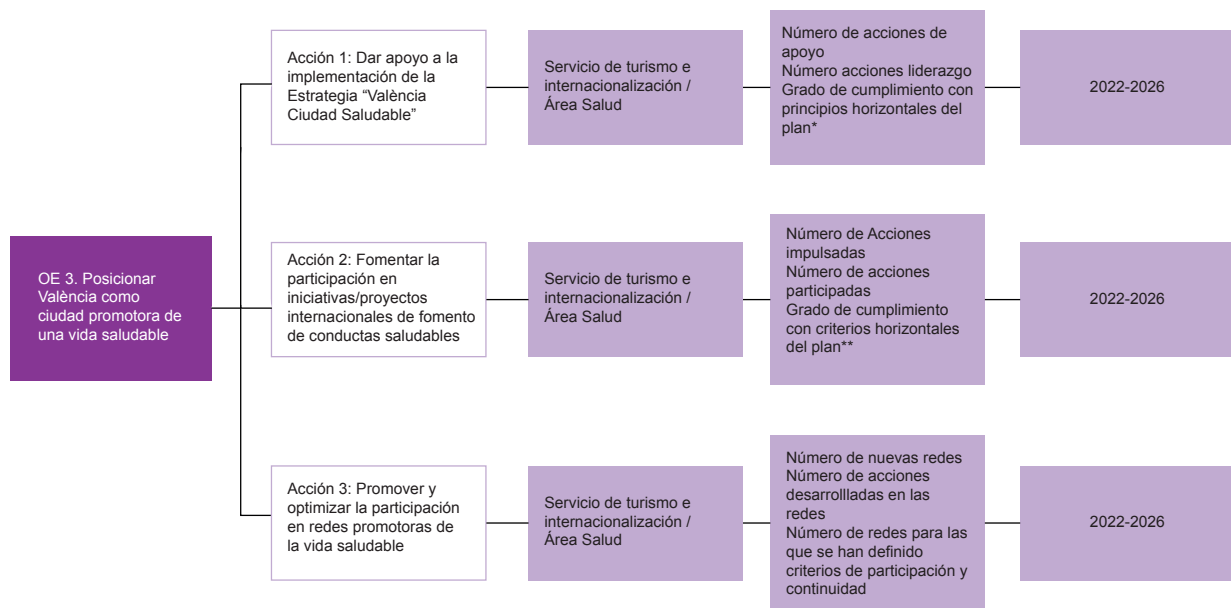 OE 3. Posicionar
València como
ciudad promotora de
una vida saludable
Acción 1: Dar apoyo a la
implementación de la
Estrategia “València
Ciudad Saludable”
Servicio de turismo e
internacionalización /
Área Salud
Número de acciones de
apoyo
Número acciones liderazgo
Grado de cumplimiento con
principios horizontales del
plan*
2022-2026
Acción 2: Fomentar la
participación en
iniciativas/proyectos
internacionales de fomento
de conductas saludables
Servicio de turismo e
internacionalización /
Área Salud
Número de Acciones
impulsadas
Número de acciones
participadas
Grado de cumplimiento
con criterios horizontales
del plan**
2022-2026
Acción 3: Promover y
optimizar la participación
en redes promotoras de
la vida saludable
Servicio de turismo e
internacionalización /
Área Salud
Número de nuevas redes
Número de acciones
desarrollladas en las
redes
Número de redes para las
que se han definido
criterios de participación y
continuidad
2022-2026